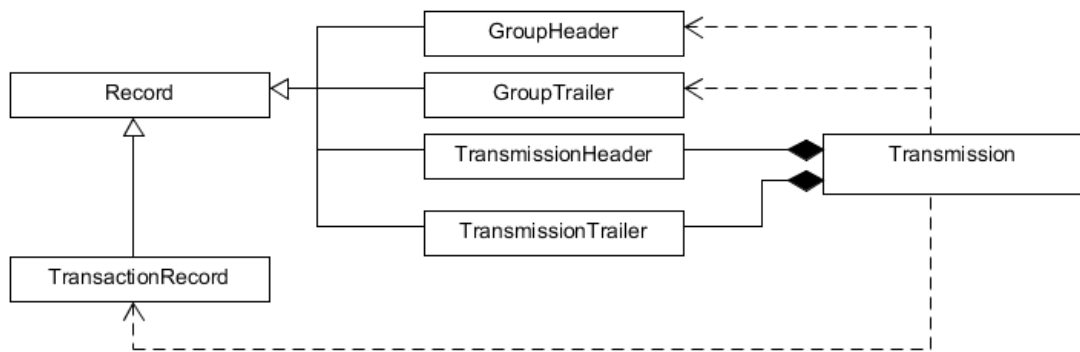 GroupHeader
Record
GroupTrailer
TransmissionHeader
Transmission
TransmissionTrailer
TransactionRecord